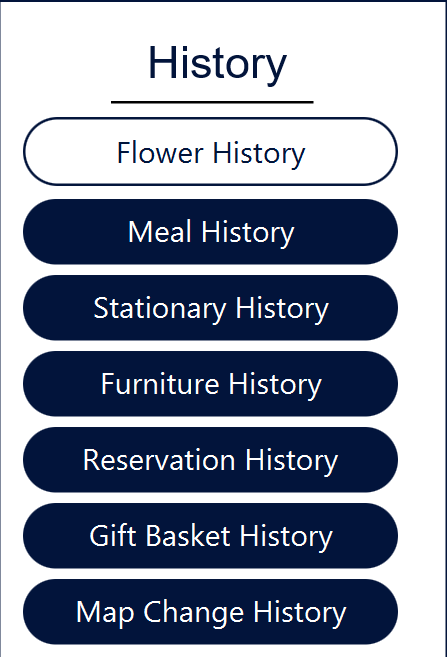 History
Flower History
Meal History
Stationary History
Furniture History
Reservation History
Gift Basket History
Map Change History